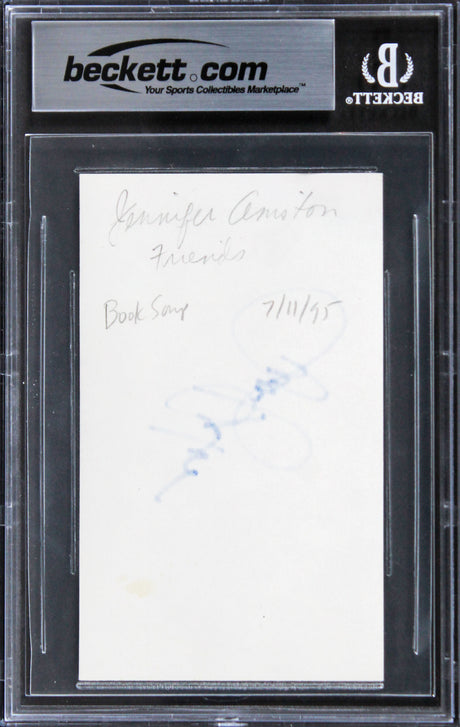 beckett.com
Your Sports Collectibles Marketplace™
BECKETT®
Jennifer Aniston
Friends
Book Soup 7/11/95